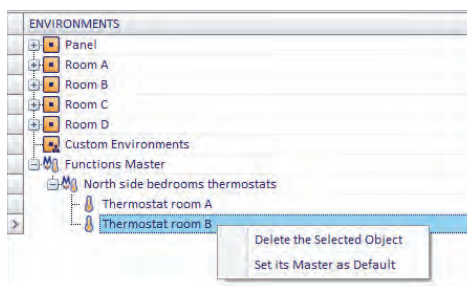 ENVIRONMENTS
Panel
Room A
Room B
Room C
Room D
Custom Environments
Functions Master
North side bedrooms thermostats
Thermostat room A
Thermostat room B
Delete the Selected Object
Set its Master as Default